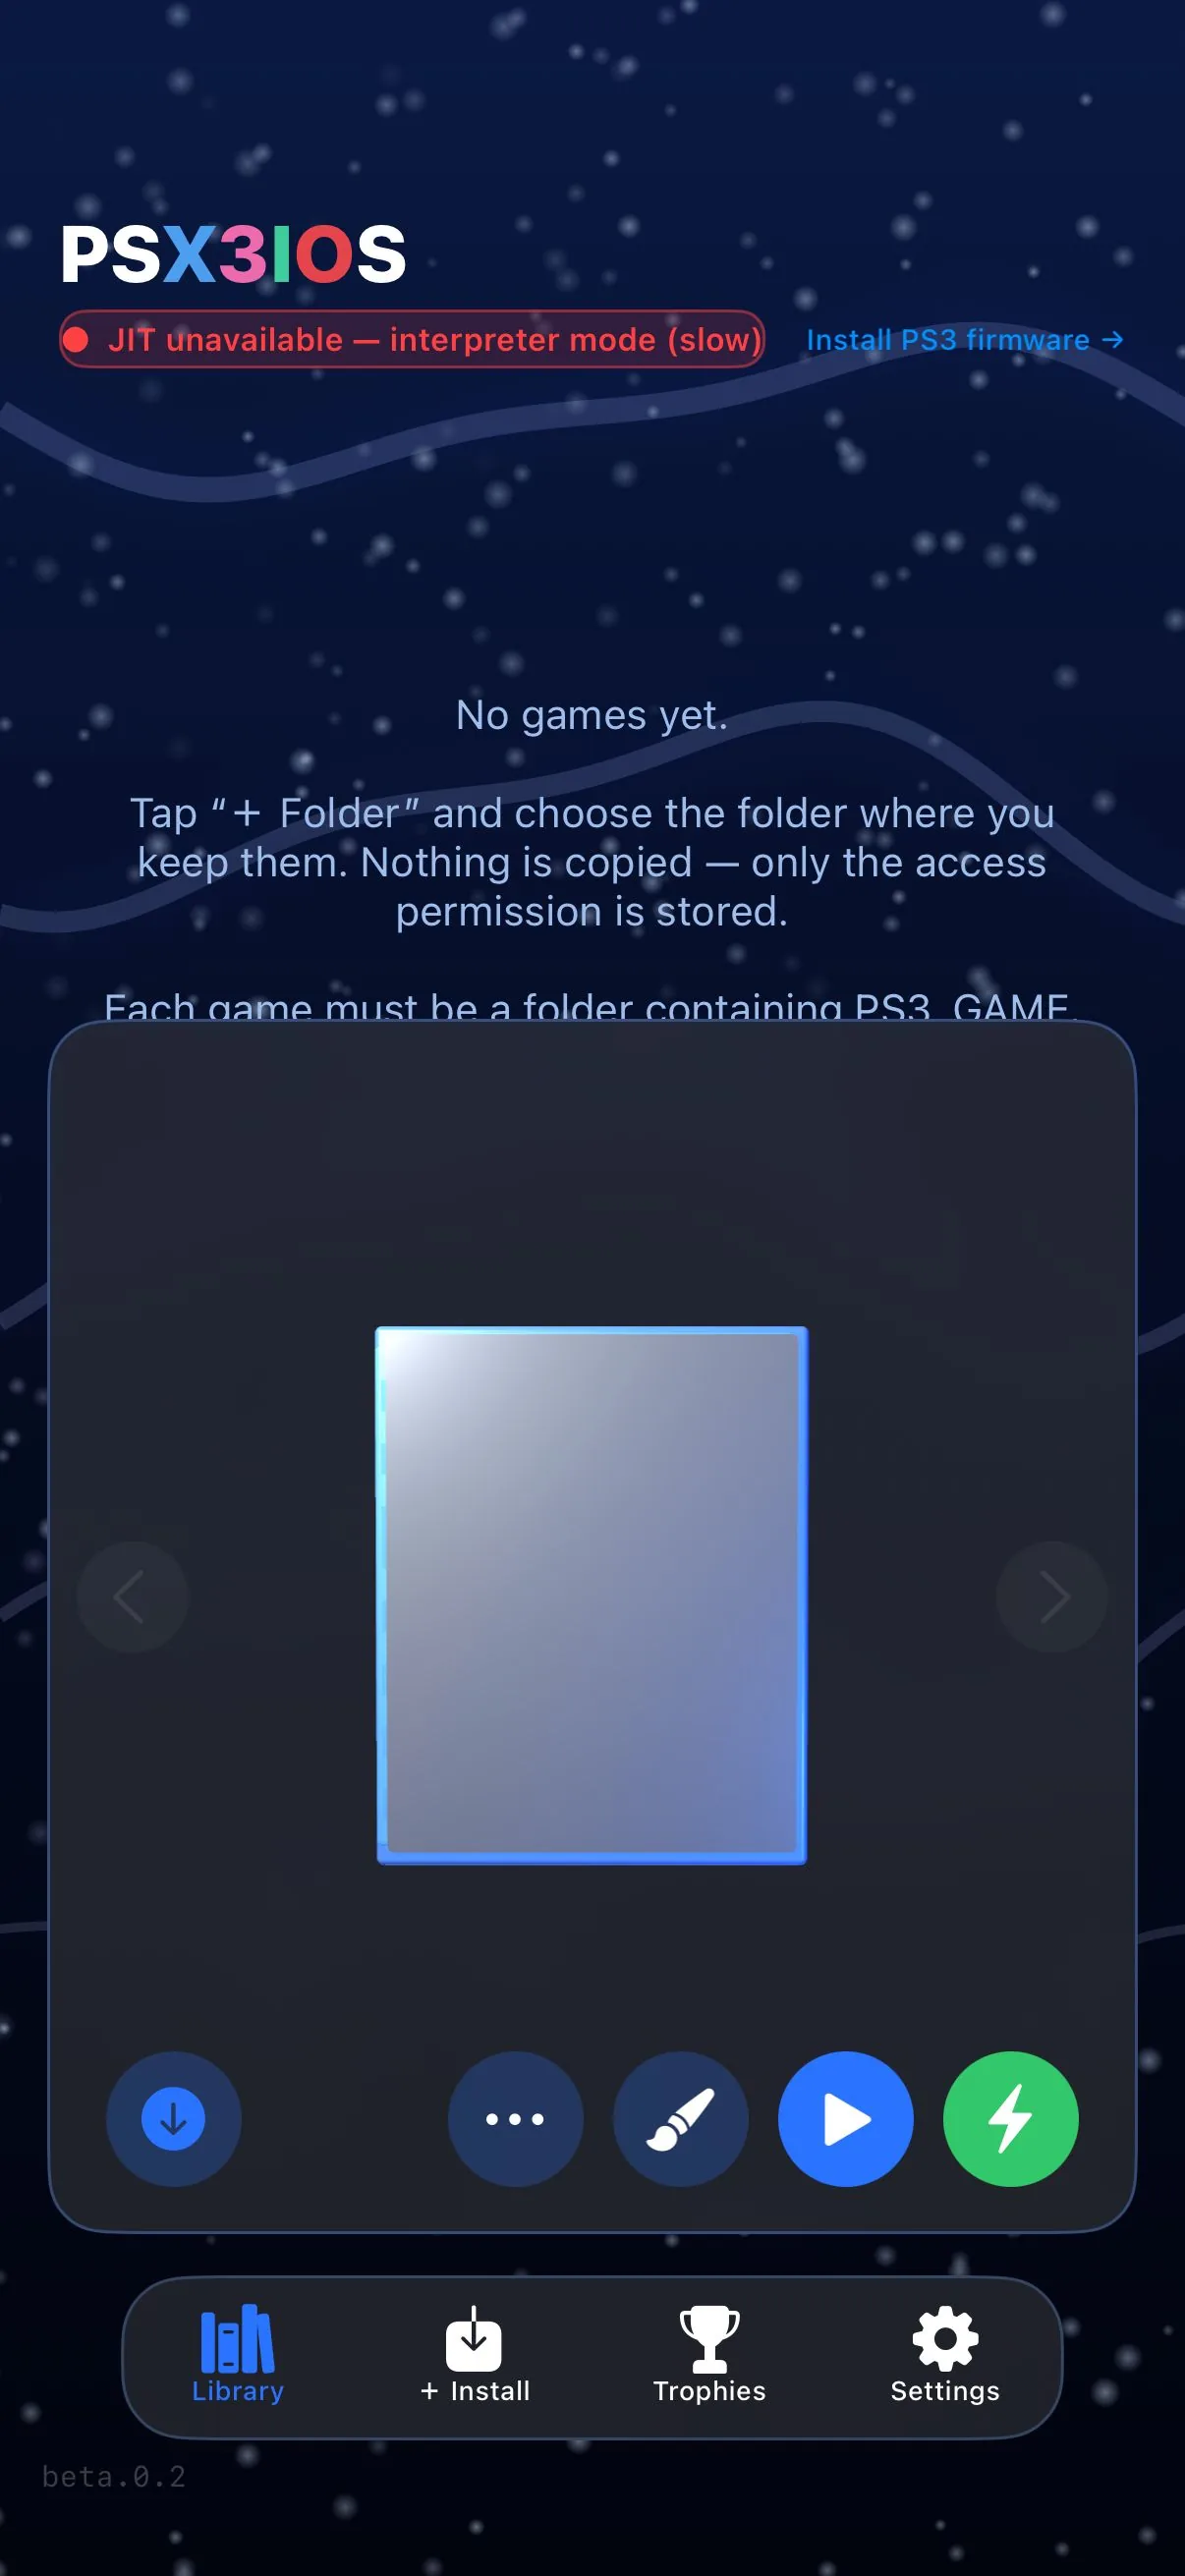 PSX3IOS
JIT unavailable — interpreter mode (slow)
Install PS3 firmware →
No games yet.
Tap “+ Folder” and choose the folder where you
keep them. Nothing is copied — only the access
permission is stored.
Each game must be a folder containing PS3_GAME.
Library
+ Install
Trophies
Settings
beta.0.2